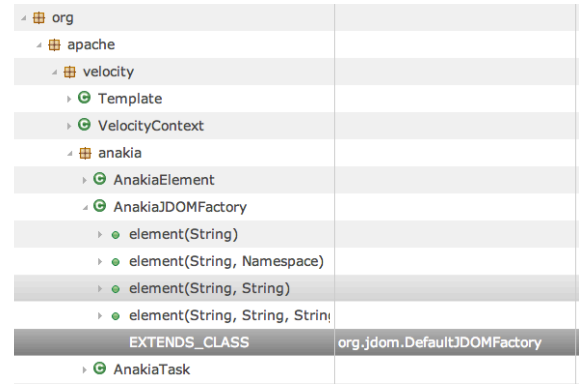 org
apache
velocity
Template
VelocityContext
anakia
AnakiaElement
AnakiaJDOMFactory
element(String)
element(String, Namespace)
element(String, String)
element(String, String, String
EXTENDS_CLASS org.jdom.DefaultJDOMFactory
AnakiaTask